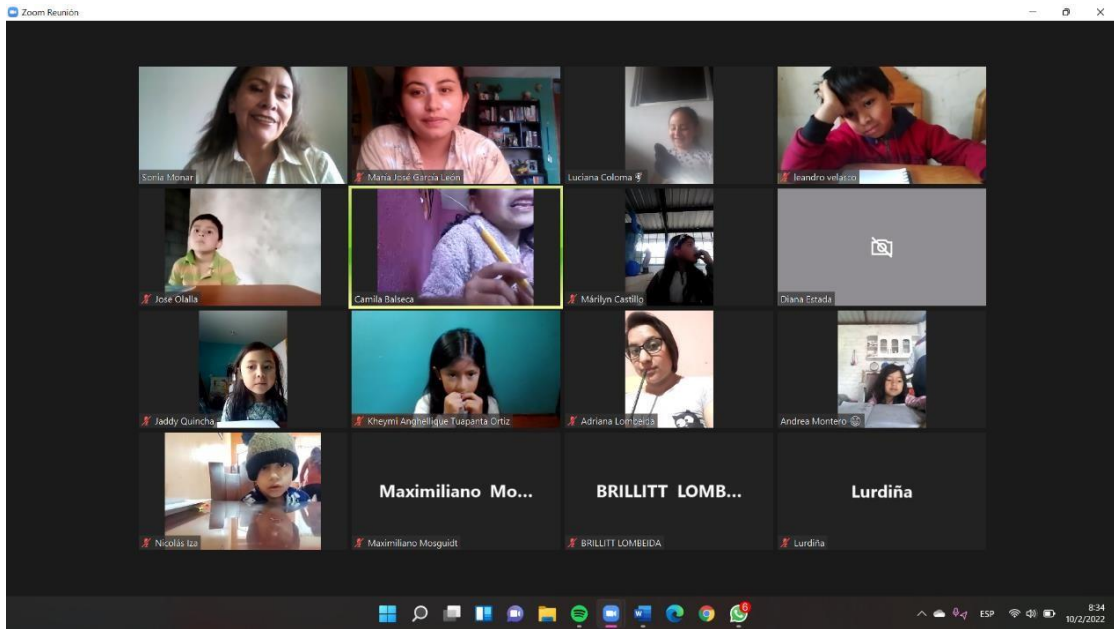 Zoom Reunión
Sonia Monar
María José García León
Luciana Coloma
Jeandro velasco
Jose Olalla
Camila Balseca
Márilyn Castillo
Diana Estada
Jaddy Quincha
Kheymi Anghellique Tuapanta Ortiz
Adriana Lombeida
Andrea Montero
Nicolás Iza
Maximiliano Mo...
Maximiliano Mosguidt
BRILLITT LOMB...
BRILLITT LOMBEIDA
Lurdiña
Lurdiña
6
ESP
8:34
10/2/2022